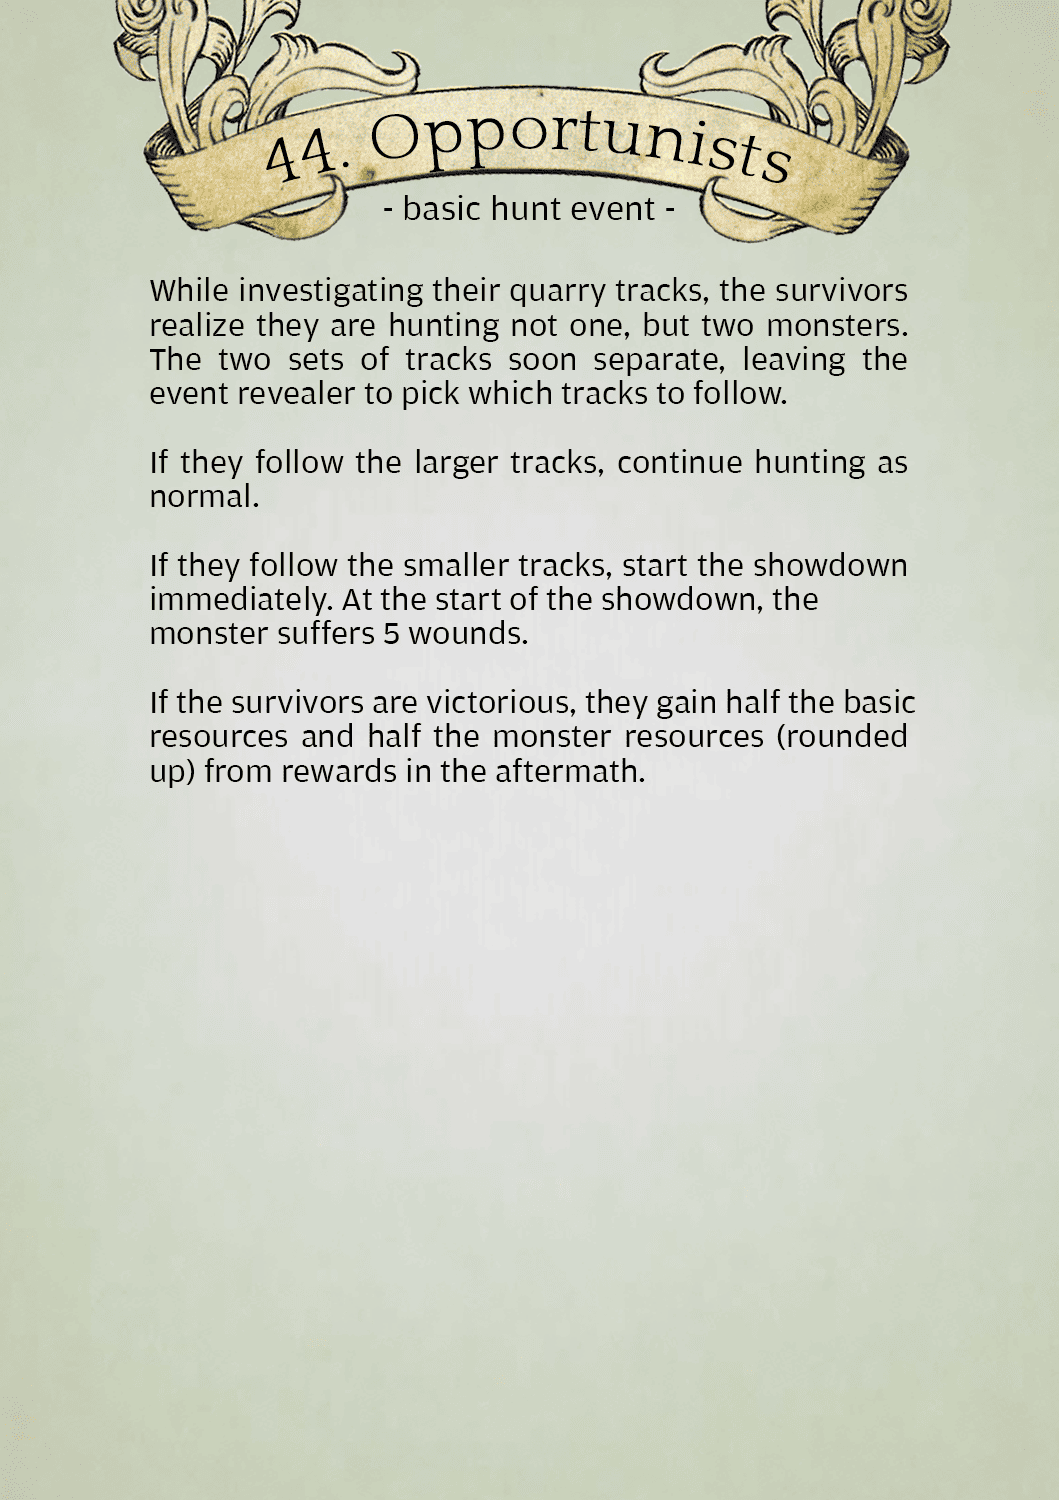 44. Opportunists
- basic hunt event -
While investigating their quarry tracks, the survivors
realize they are hunting not one, but two monsters.
The two sets of tracks soon separate, leaving the
event revealer to pick which tracks to follow.
If they follow the larger tracks, continue hunting as
normal.
If they follow the smaller tracks, start the showdown
immediately. At the start of the showdown, the
monster suffers 5 wounds.
If the survivors are victorious, they gain half the basic
resources and half the monster resources (rounded
up) from rewards in the aftermath.